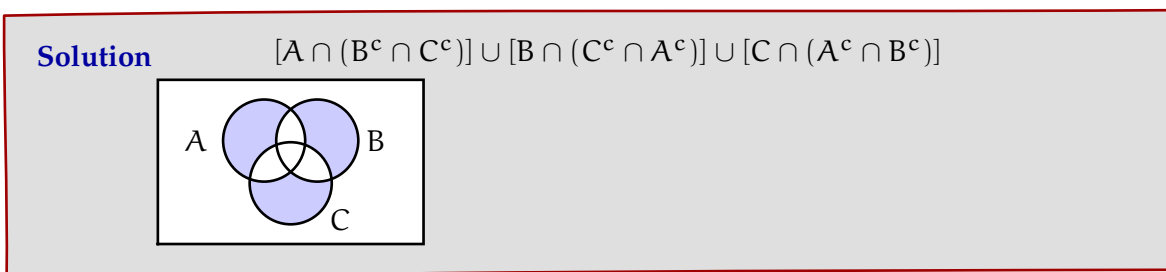 Solution [A ∩ (Bᶜ ∩ Cᶜ)] ∪ [B ∩ (Cᶜ ∩ Aᶜ)] ∪ [C ∩ (Aᶜ ∩ Bᶜ)]
A B
C